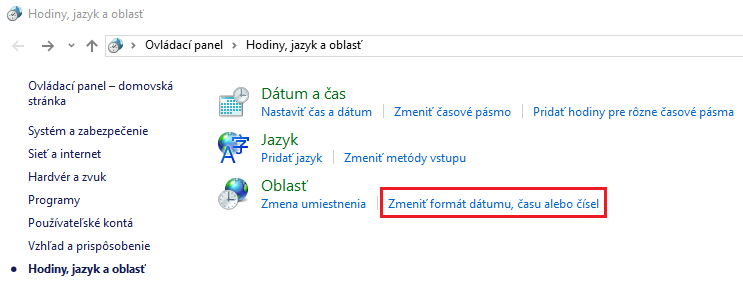 Hodiny, jazyk a oblasť
Ovládací panel > Hodiny, jazyk a oblasť
Ovládací panel – domovská
stránka
Systém a zabezpečenie
Sieť a internet
Hardvér a zvuk
Programy
Používateľské kontá
Vzhľad a prispôsobenie
Hodiny, jazyk a oblasť
Dátum a čas
Nastaviť čas a dátum | Zmeniť časové pásmo | Pridať hodiny pre rôzne časové pásma
Jazyk
Pridať jazyk | Zmeniť metódy vstupu
Oblasť
Zmena umiestnenia | Zmeniť formát dátumu, času alebo čísel